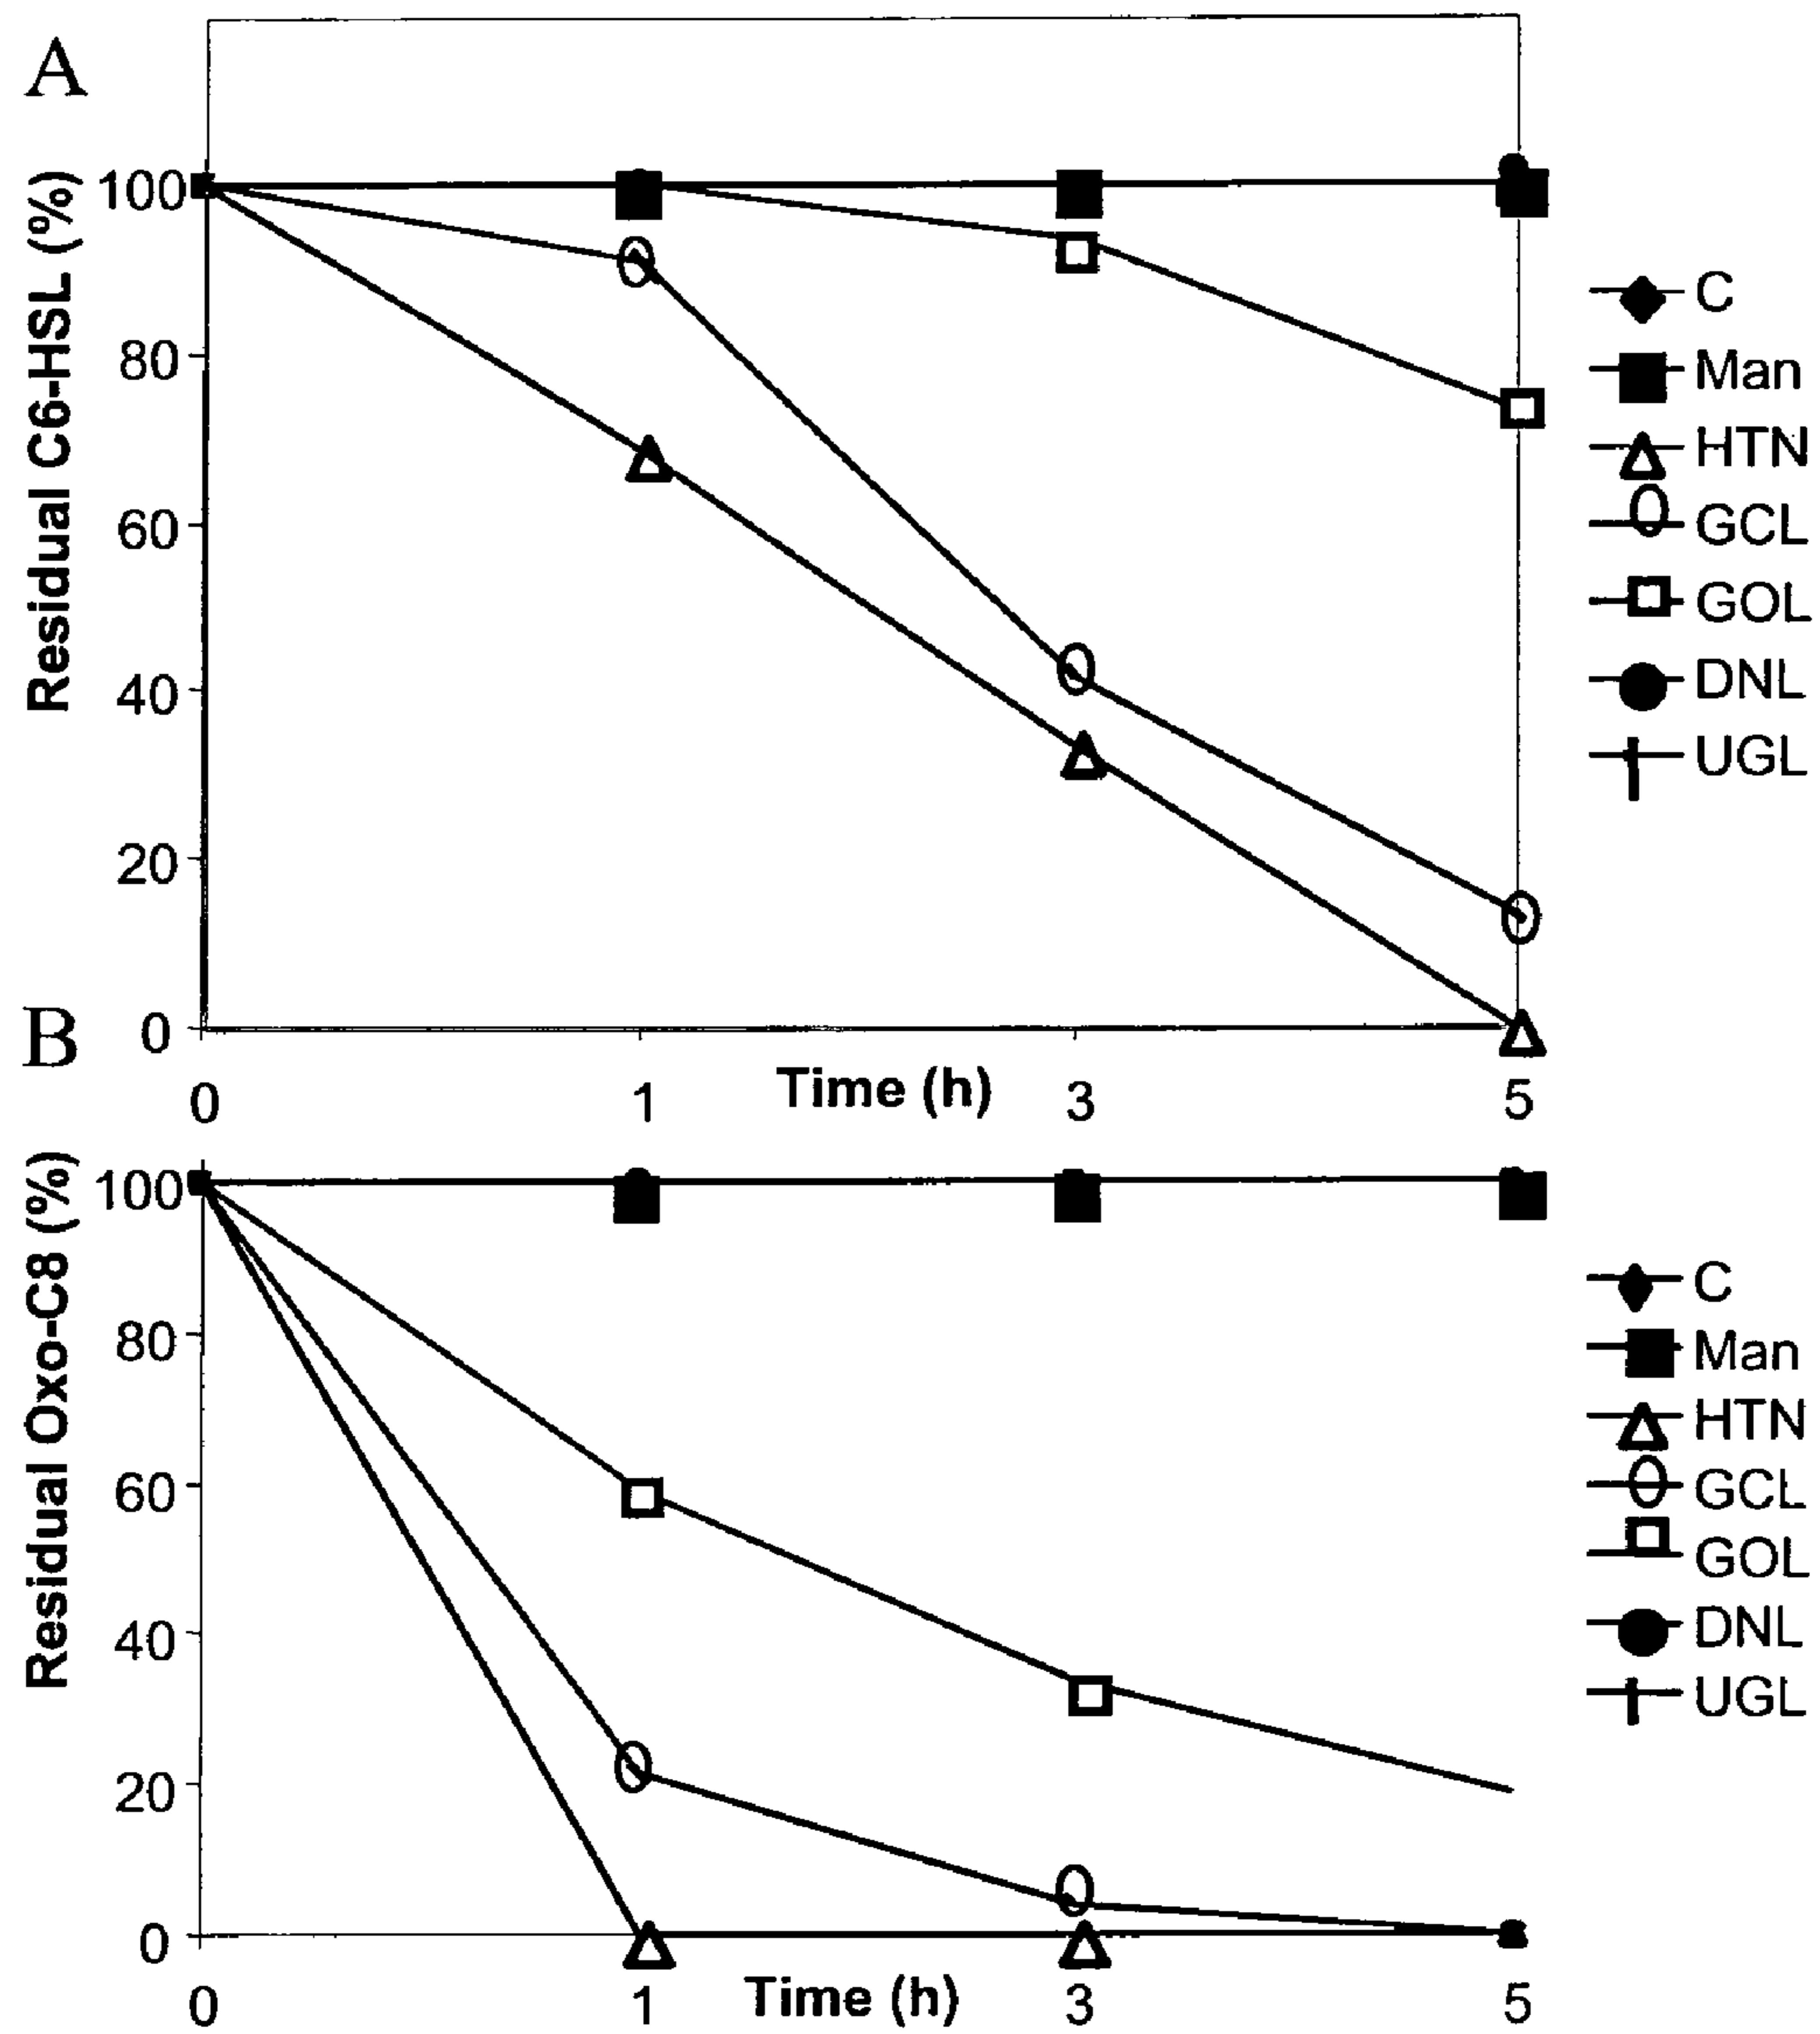 A
Residual C6-HSL (%)
100
80
60
40
20
0
0 1 3 5
Time (h)
C
Man
HTN
GCL
GOL
DNL
UGL
B
Residual Oxo-C8 (%)
100
80
60
40
20
0
0 1 3 5
Time (h)
C
Man
HTN
GCL
GOL
DNL
UGL